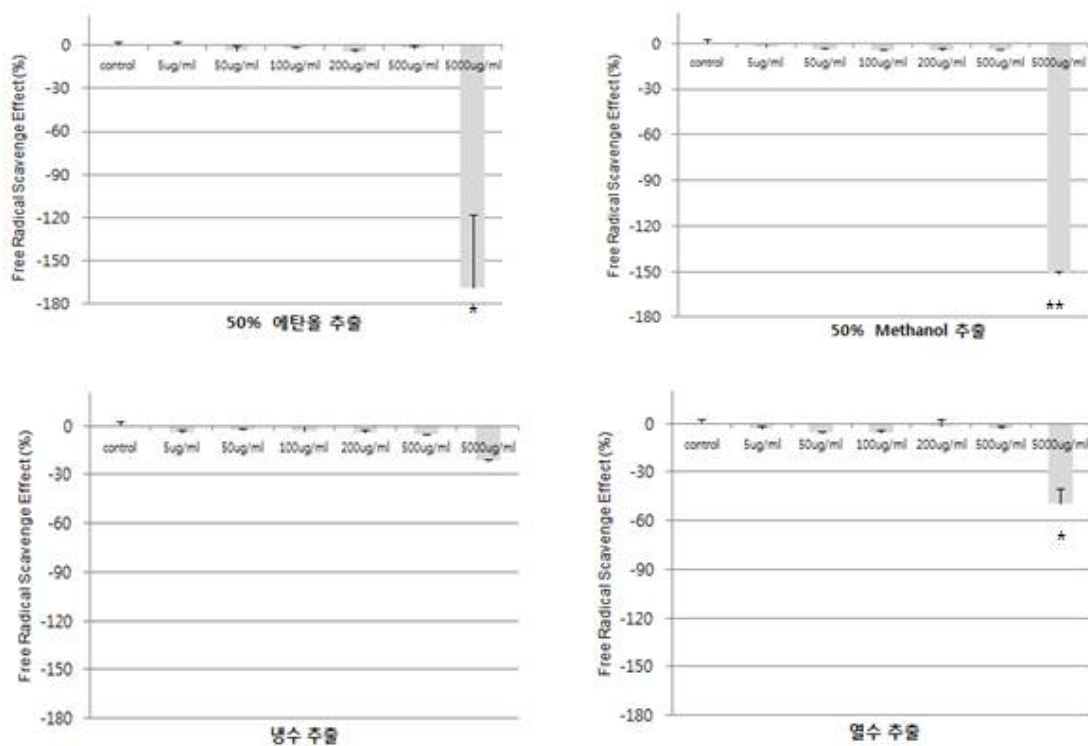 Free Radical Scavenge Effect (%)
0
-30
-60
-90
-120
-150
-180
control 5ug/ml 50ug/ml 100ug/ml 200ug/ml 500ug/ml 5000ug/ml
*
50% 에탄올 추출
Free Radical Scavenge Effect (%)
0
-30
-60
-90
-120
-150
-180
control 5ug/ml 50ug/ml 100ug/ml 200ug/ml 500ug/ml 5000ug/ml
**
50% Methanol 추출
Free Radical Scavenge Effect (%)
0
-30
-60
-90
-120
-150
-180
control 5ug/ml 50ug/ml 100ug/ml 200ug/ml 500ug/ml 5000ug/ml
냉수 추출
Free Radical Scavenge Effect (%)
0
-30
-60
-90
-120
-150
-180
control 5ug/ml 50ug/ml 100ug/ml 200ug/ml 500ug/ml 5000ug/ml
*
열수 추출